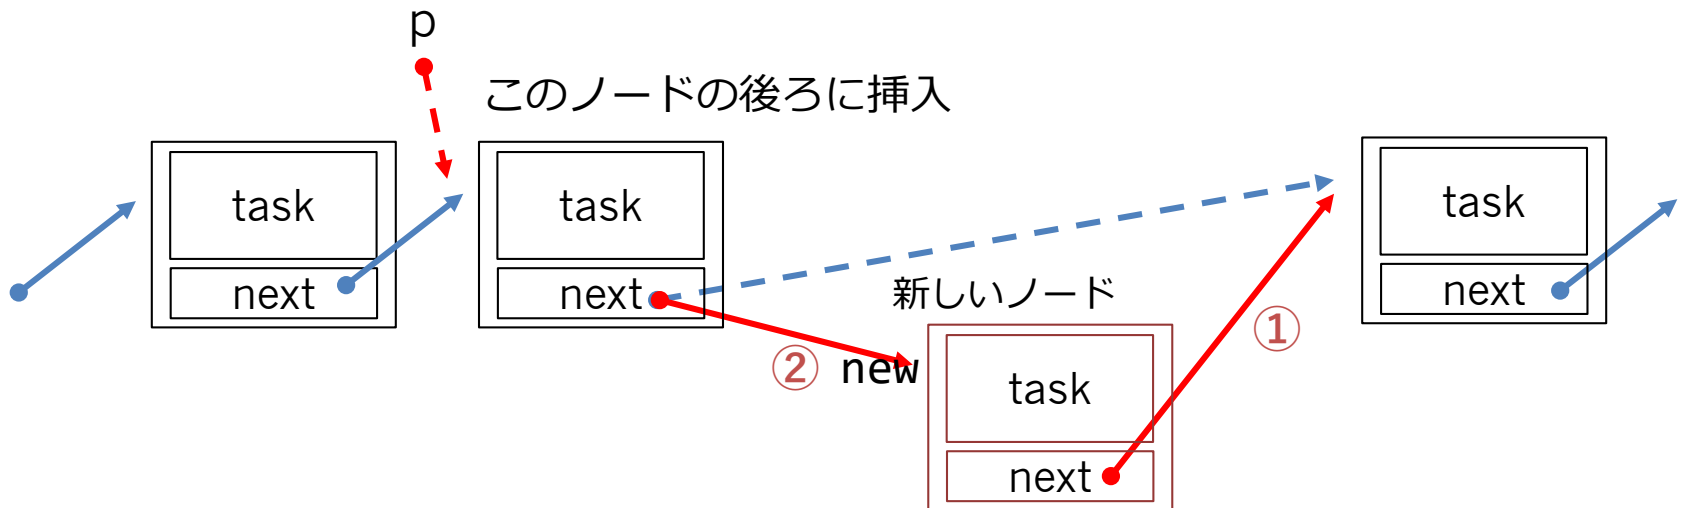 p
このノードの後ろに挿入
task
next
task
next
新しいノード
② new
task
next
①
task
next